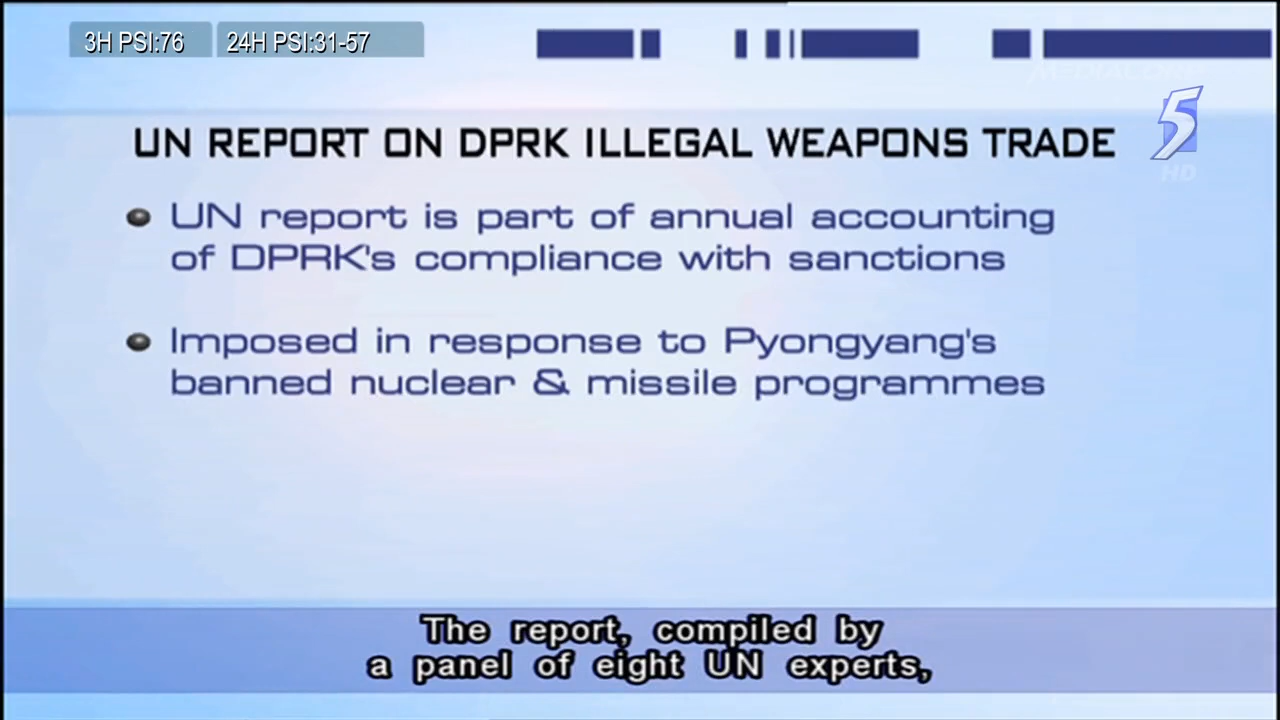 3H PSI:76 24H PSI:31-57
MEDIACORP
5
HD
UN REPORT ON DPRK ILLEGAL WEAPONS TRADE
UN report is part of annual accounting
of DPRK's compliance with sanctions
Imposed in response to Pyongyang's
banned nuclear & missile programmes
The report, compiled by
a panel of eight UN experts,